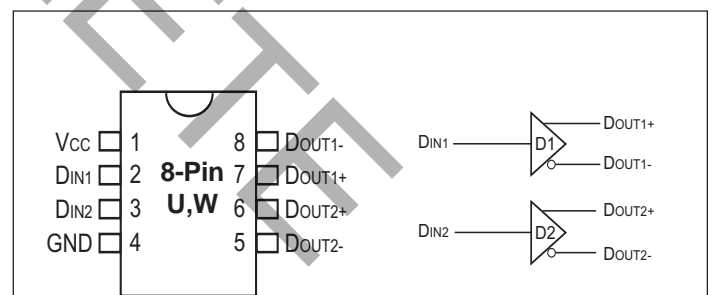 VCC 1 8 DOUT1-
DIN1 2 8-Pin 7 DOUT1+
DIN2 3 U,W 6 DOUT2+
GND 4 5 DOUT2-
DOUT1+
DIN1 D1
DOUT1-
DOUT2+
DIN2 D2
DOUT2-
ETE